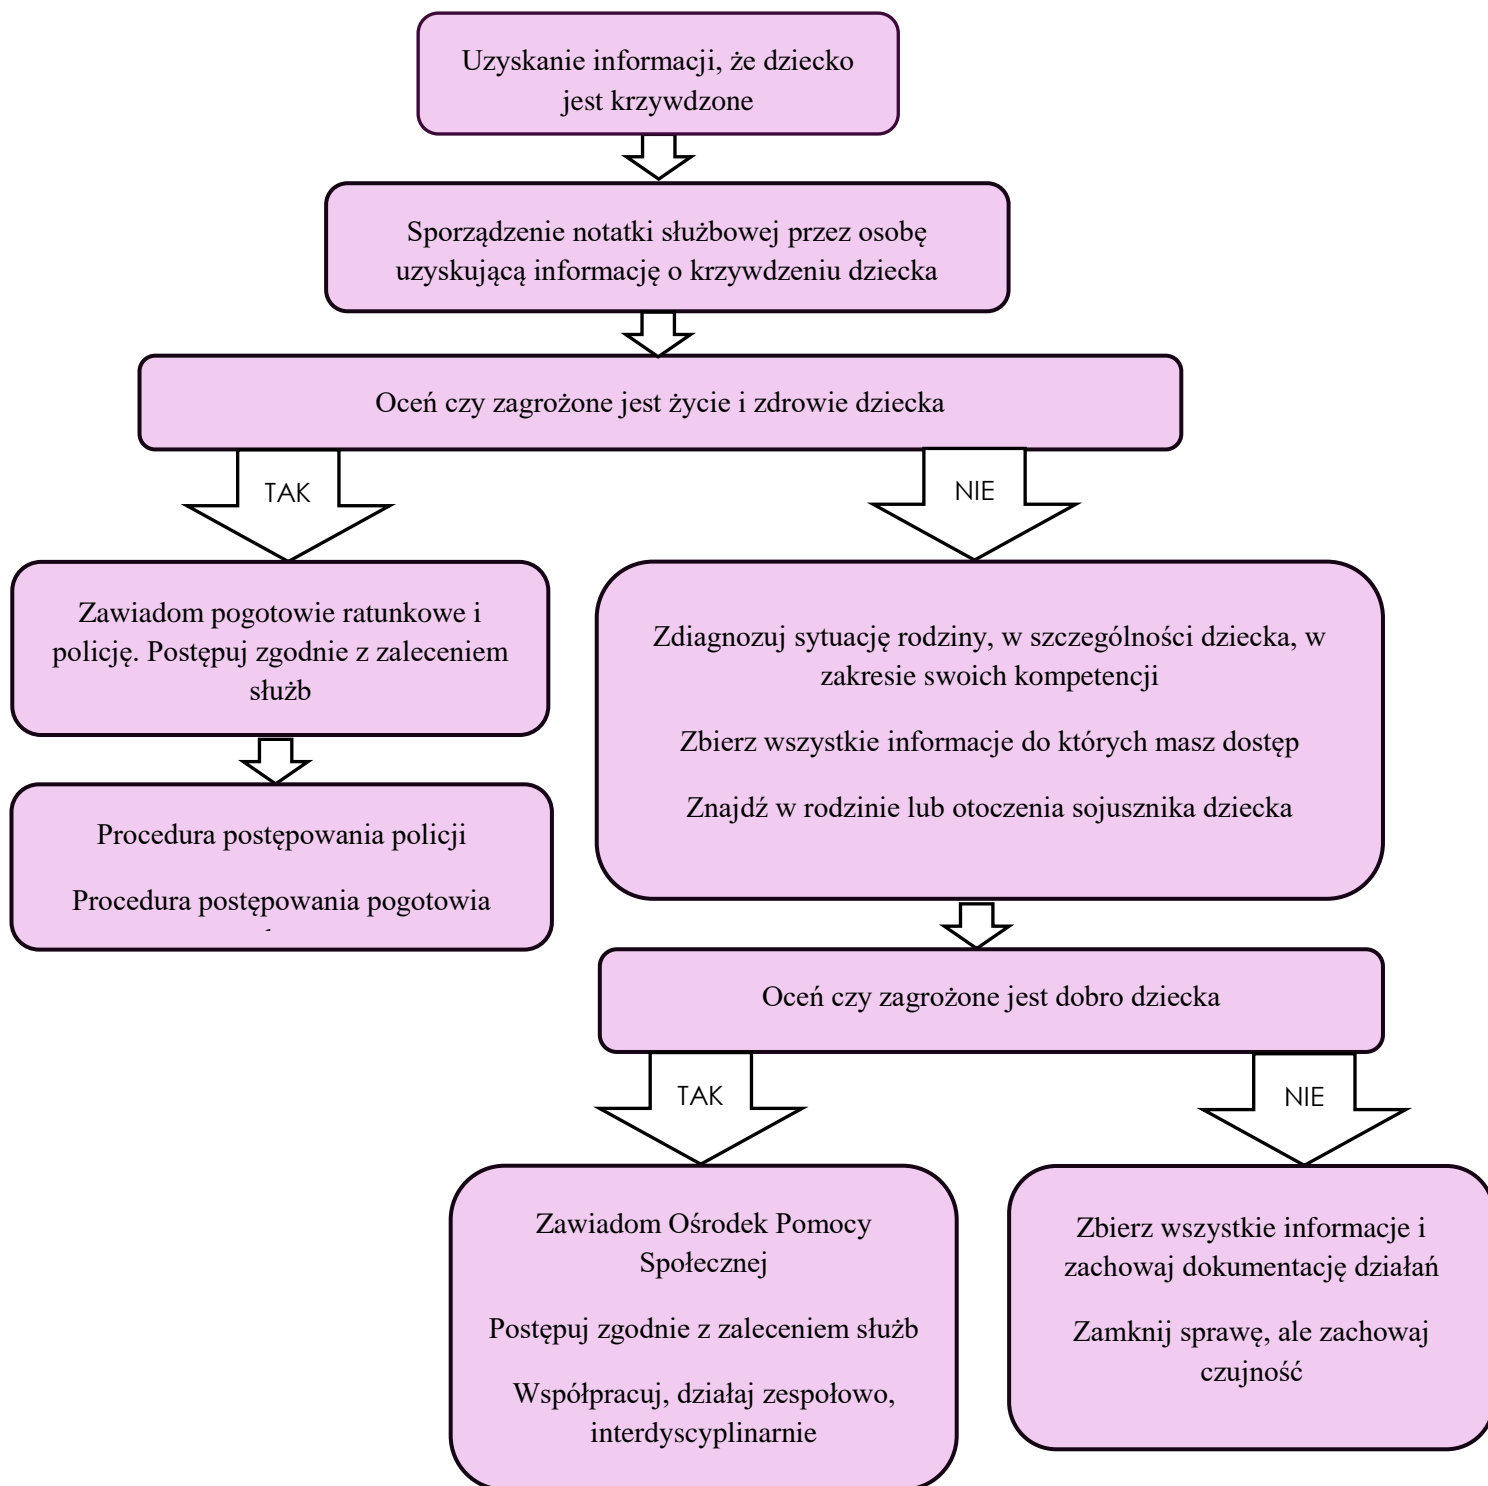 Uzyskanie informacji, że dziecko
jest krzywdzone
Sporządzenie notatki służbowej przez osobę
uzyskującą informację o krzywdzeniu dziecka
Oceń czy zagrożone jest życie i zdrowie dziecka
TAK
NIE
Zawiadom pogotowie ratunkowe i
policję. Postępuj zgodnie z zaleceniem
służb
Procedura postępowania policji
Procedura postępowania pogotowia
Zdiagnozuj sytuację rodziny, w szczególności dziecka, w
zakresie swoich kompetencji
Zbierz wszystkie informacje do których masz dostęp
Znajdź w rodzinie lub otoczenia sojusznika dziecka
Oceń czy zagrożone jest dobro dziecka
TAK
NIE
Zawiadom Ośrodek Pomocy
Społecznej
Postępuj zgodnie z zaleceniem służb
Współpracuj, działaj zespołowo,
interdyscyplinarnie
Zbierz wszystkie informacje i
zachowaj dokumentację działań
Zamknij sprawę, ale zachowaj
czujność